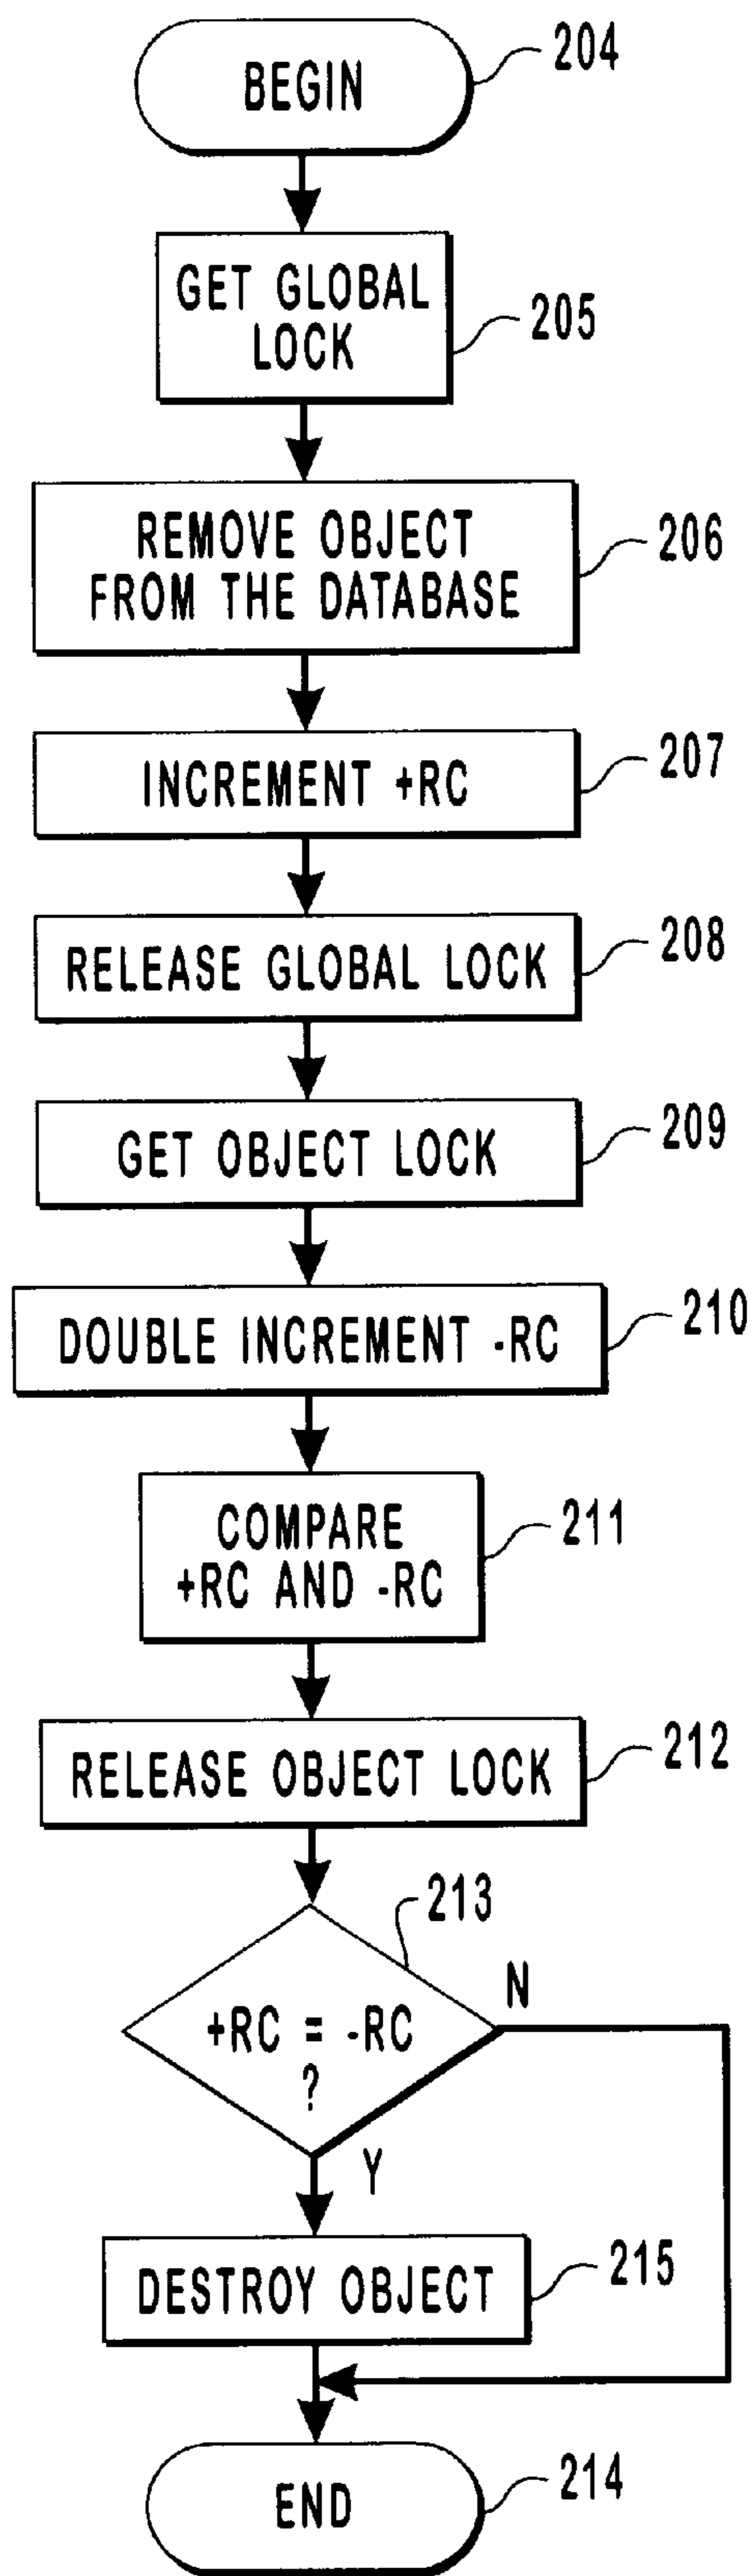 BEGIN
204
GET GLOBAL
LOCK
205
REMOVE OBJECT
FROM THE DATABASE
206
INCREMENT +RC
207
RELEASE GLOBAL LOCK
208
GET OBJECT LOCK
209
DOUBLE INCREMENT -RC
210
COMPARE
+RC AND -RC
211
RELEASE OBJECT LOCK
212
213
+RC = -RC
?
N
Y
DESTROY OBJECT
215
END
214